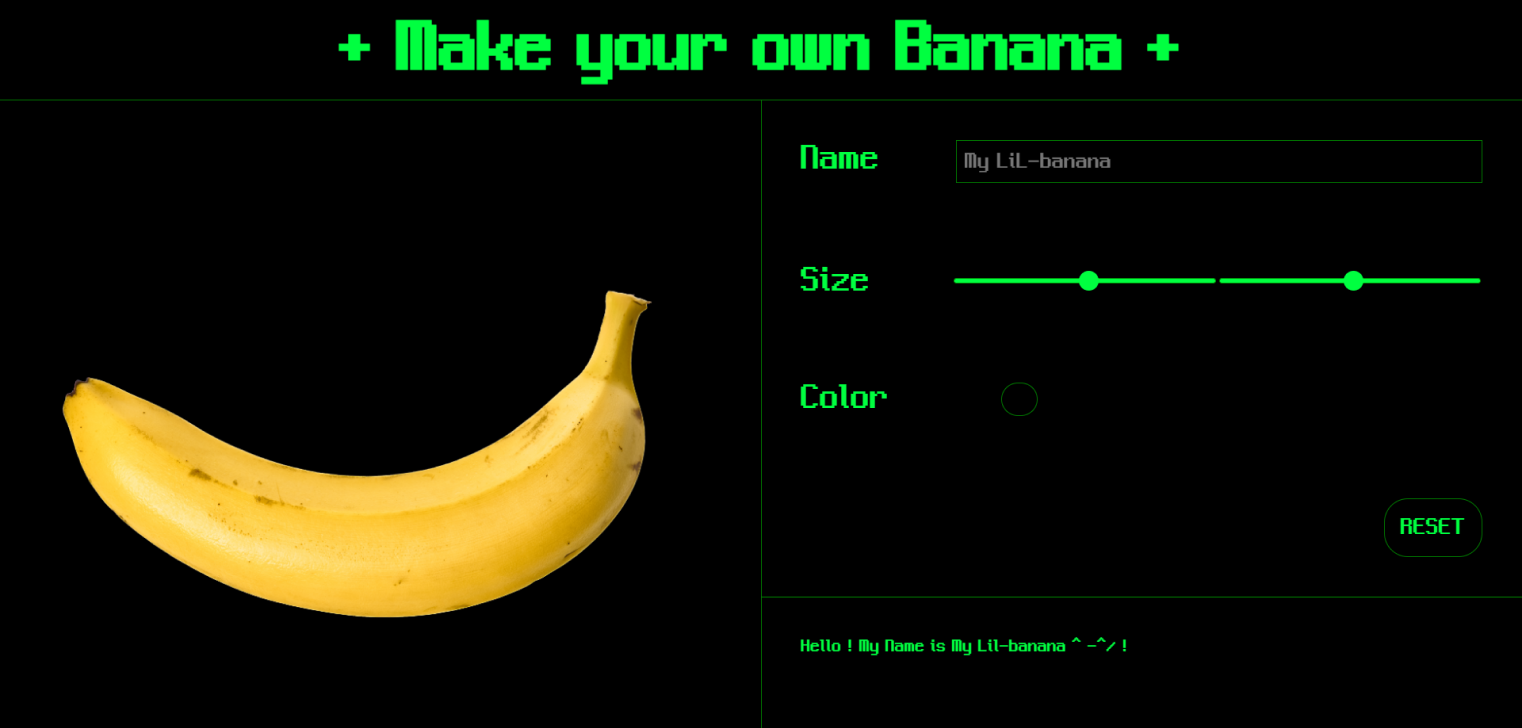 + Make your own Banana +
Name
My LiL-banana
Size
Color
RESET
Hello ! My Name is My Lil-banana ^ -^/ !